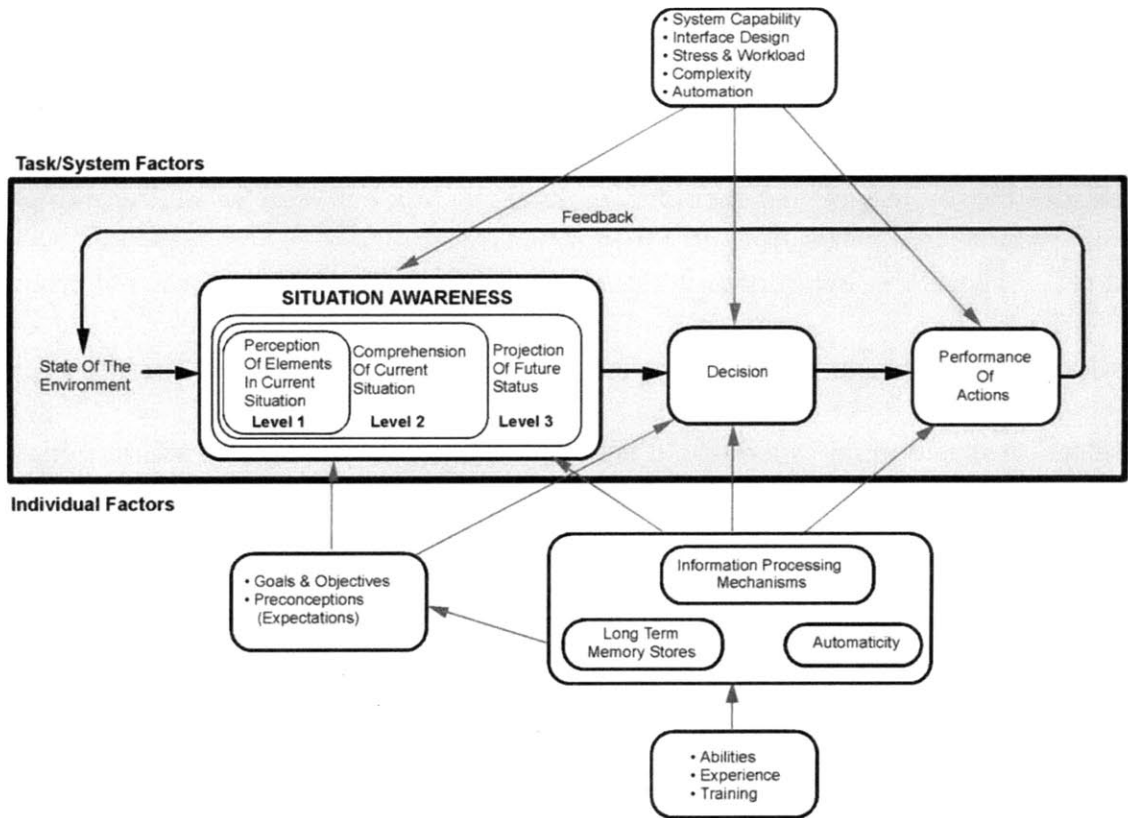 • System Capability
• Interface Design
• Stress & Workload
• Complexity
• Automation
Task/System Factors
Feedback
SITUATION AWARENESS
Perception
Of Elements
In Current
Situation
Level 1
Comprehension
Of Current
Situation
Level 2
Projection
Of Future
Status
Level 3
State Of The
Environment
Decision
Performance
Of
Actions
Individual Factors
• Goals & Objectives
• Preconceptions
(Expectations)
Information Processing
Mechanisms
Long Term
Memory Stores
Automaticity
• Abilities
• Experience
• Training